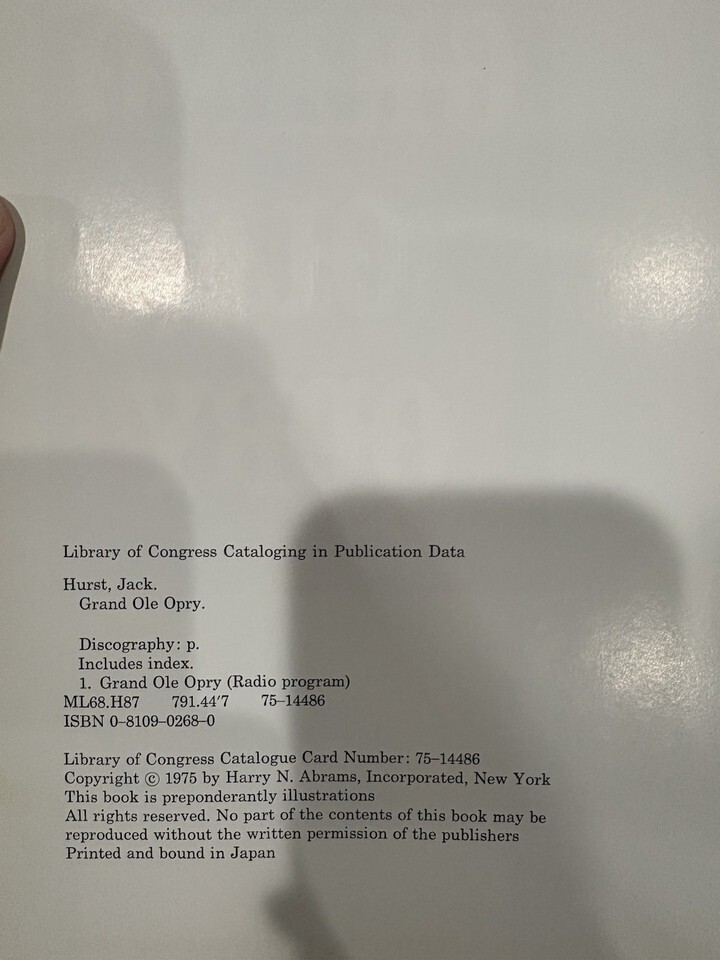 Library of Congress Cataloging in Publication Data
Hurst, Jack.
Grand Ole Opry.
Discography: p.
Includes index.
1. Grand Ole Opry (Radio program)
ML68.H87 791.44'7 75–14486
ISBN 0–8109–0268–0
Library of Congress Catalogue Card Number: 75–14486
Copyright © 1975 by Harry N. Abrams, Incorporated, New York
This book is preponderantly illustrations
All rights reserved. No part of the contents of this book may be
reproduced without the written permission of the publishers
Printed and bound in Japan